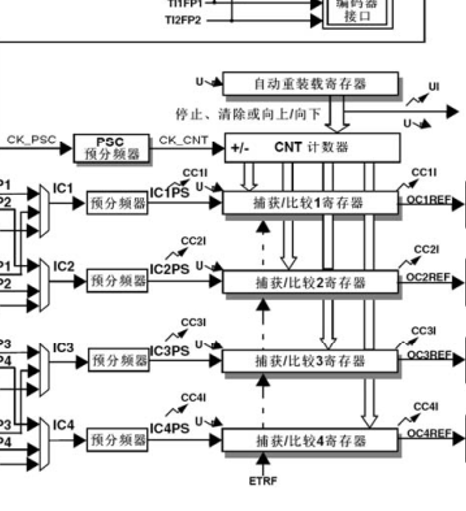 TI1FP1
TI2FP2
编码器
接口
U
自动重装载寄存器
UI
停止、清除或向上/向下
U
CK_PSC
PSC
预分频器
CK_CNT
+/-
CNT 计数器
CC1I
U
CC1I
P1
P2
IC1
预分频器
IC1PS
捕获/比较1寄存器
OC1REF
CC2I
U
CC2I
P1
P2
IC2
预分频器
IC2PS
捕获/比较2寄存器
OC2REF
CC3I
U
CC3I
P3
P4
IC3
预分频器
IC3PS
捕获/比较3寄存器
OC3REF
CC4I
U
CC4I
P3
P4
IC4
预分频器
IC4PS
捕获/比较4寄存器
OC4REF
ETRF